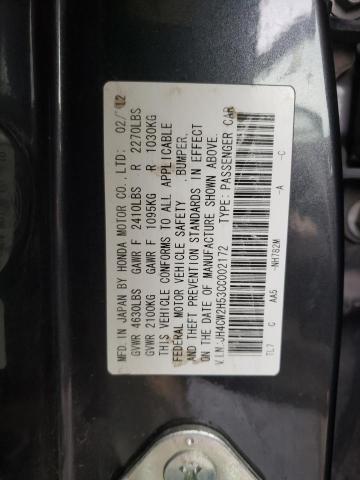 MFD. IN JAPAN BY HONDA MOTOR CO., LTD. 02/12
GVWR 4630LBS GAWR F 2410LBS R 2270LBS
GVWR 2100KG GAWR F 1095KG R 1030KG
THIS VEHICLE CONFORMS TO ALL APPLICABLE
FEDERAL MOTOR VEHICLE SAFETY BUMPER,
AND THEFT PREVENTION STANDARDS IN EFFECT
ON THE DATE OF MANUFACTURE SHOWN ABOVE.
V.I.N.:JH4CW2H53CC002172 TYPE: PASSENGER CAR
TL7 C AA5 -NH782M -A -C